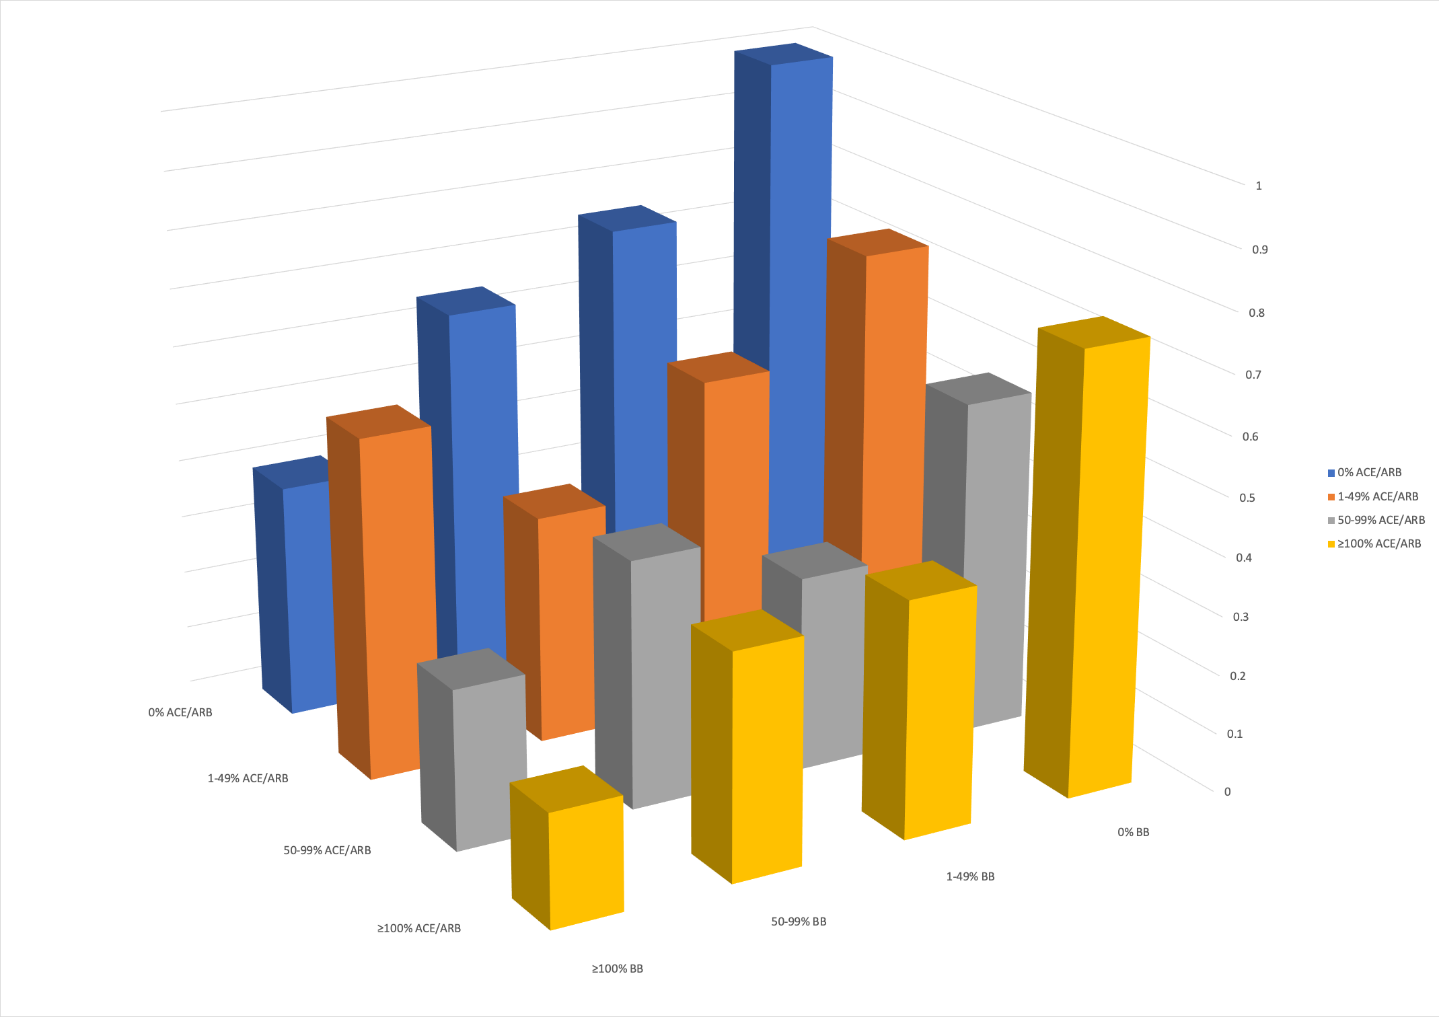 1
0.9
0.8
0.7
0.6
0.5
0.4
0.3
0.2
0.1
0
0% ACE/ARB
1-49% ACE/ARB
50-99% ACE/ARB
≥100% ACE/ARB
0% ACE/ARB
1-49% ACE/ARB
50-99% ACE/ARB
≥100% ACE/ARB
0% BB
1-49% BB
50-99% BB
≥100% BB